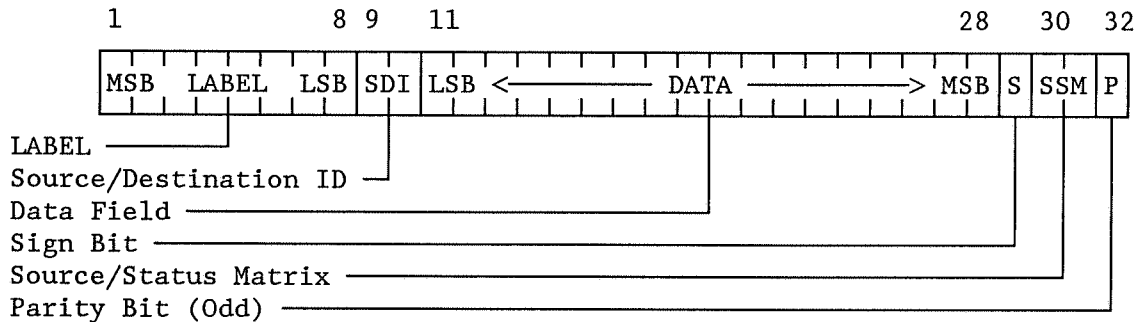 1 8 9 11 28 30 32
MSB LABEL LSB SDI LSB DATA MSB S SSM P
LABEL
Source/Destination ID
Data Field
Sign Bit
Source/Status Matrix
Parity Bit (Odd)